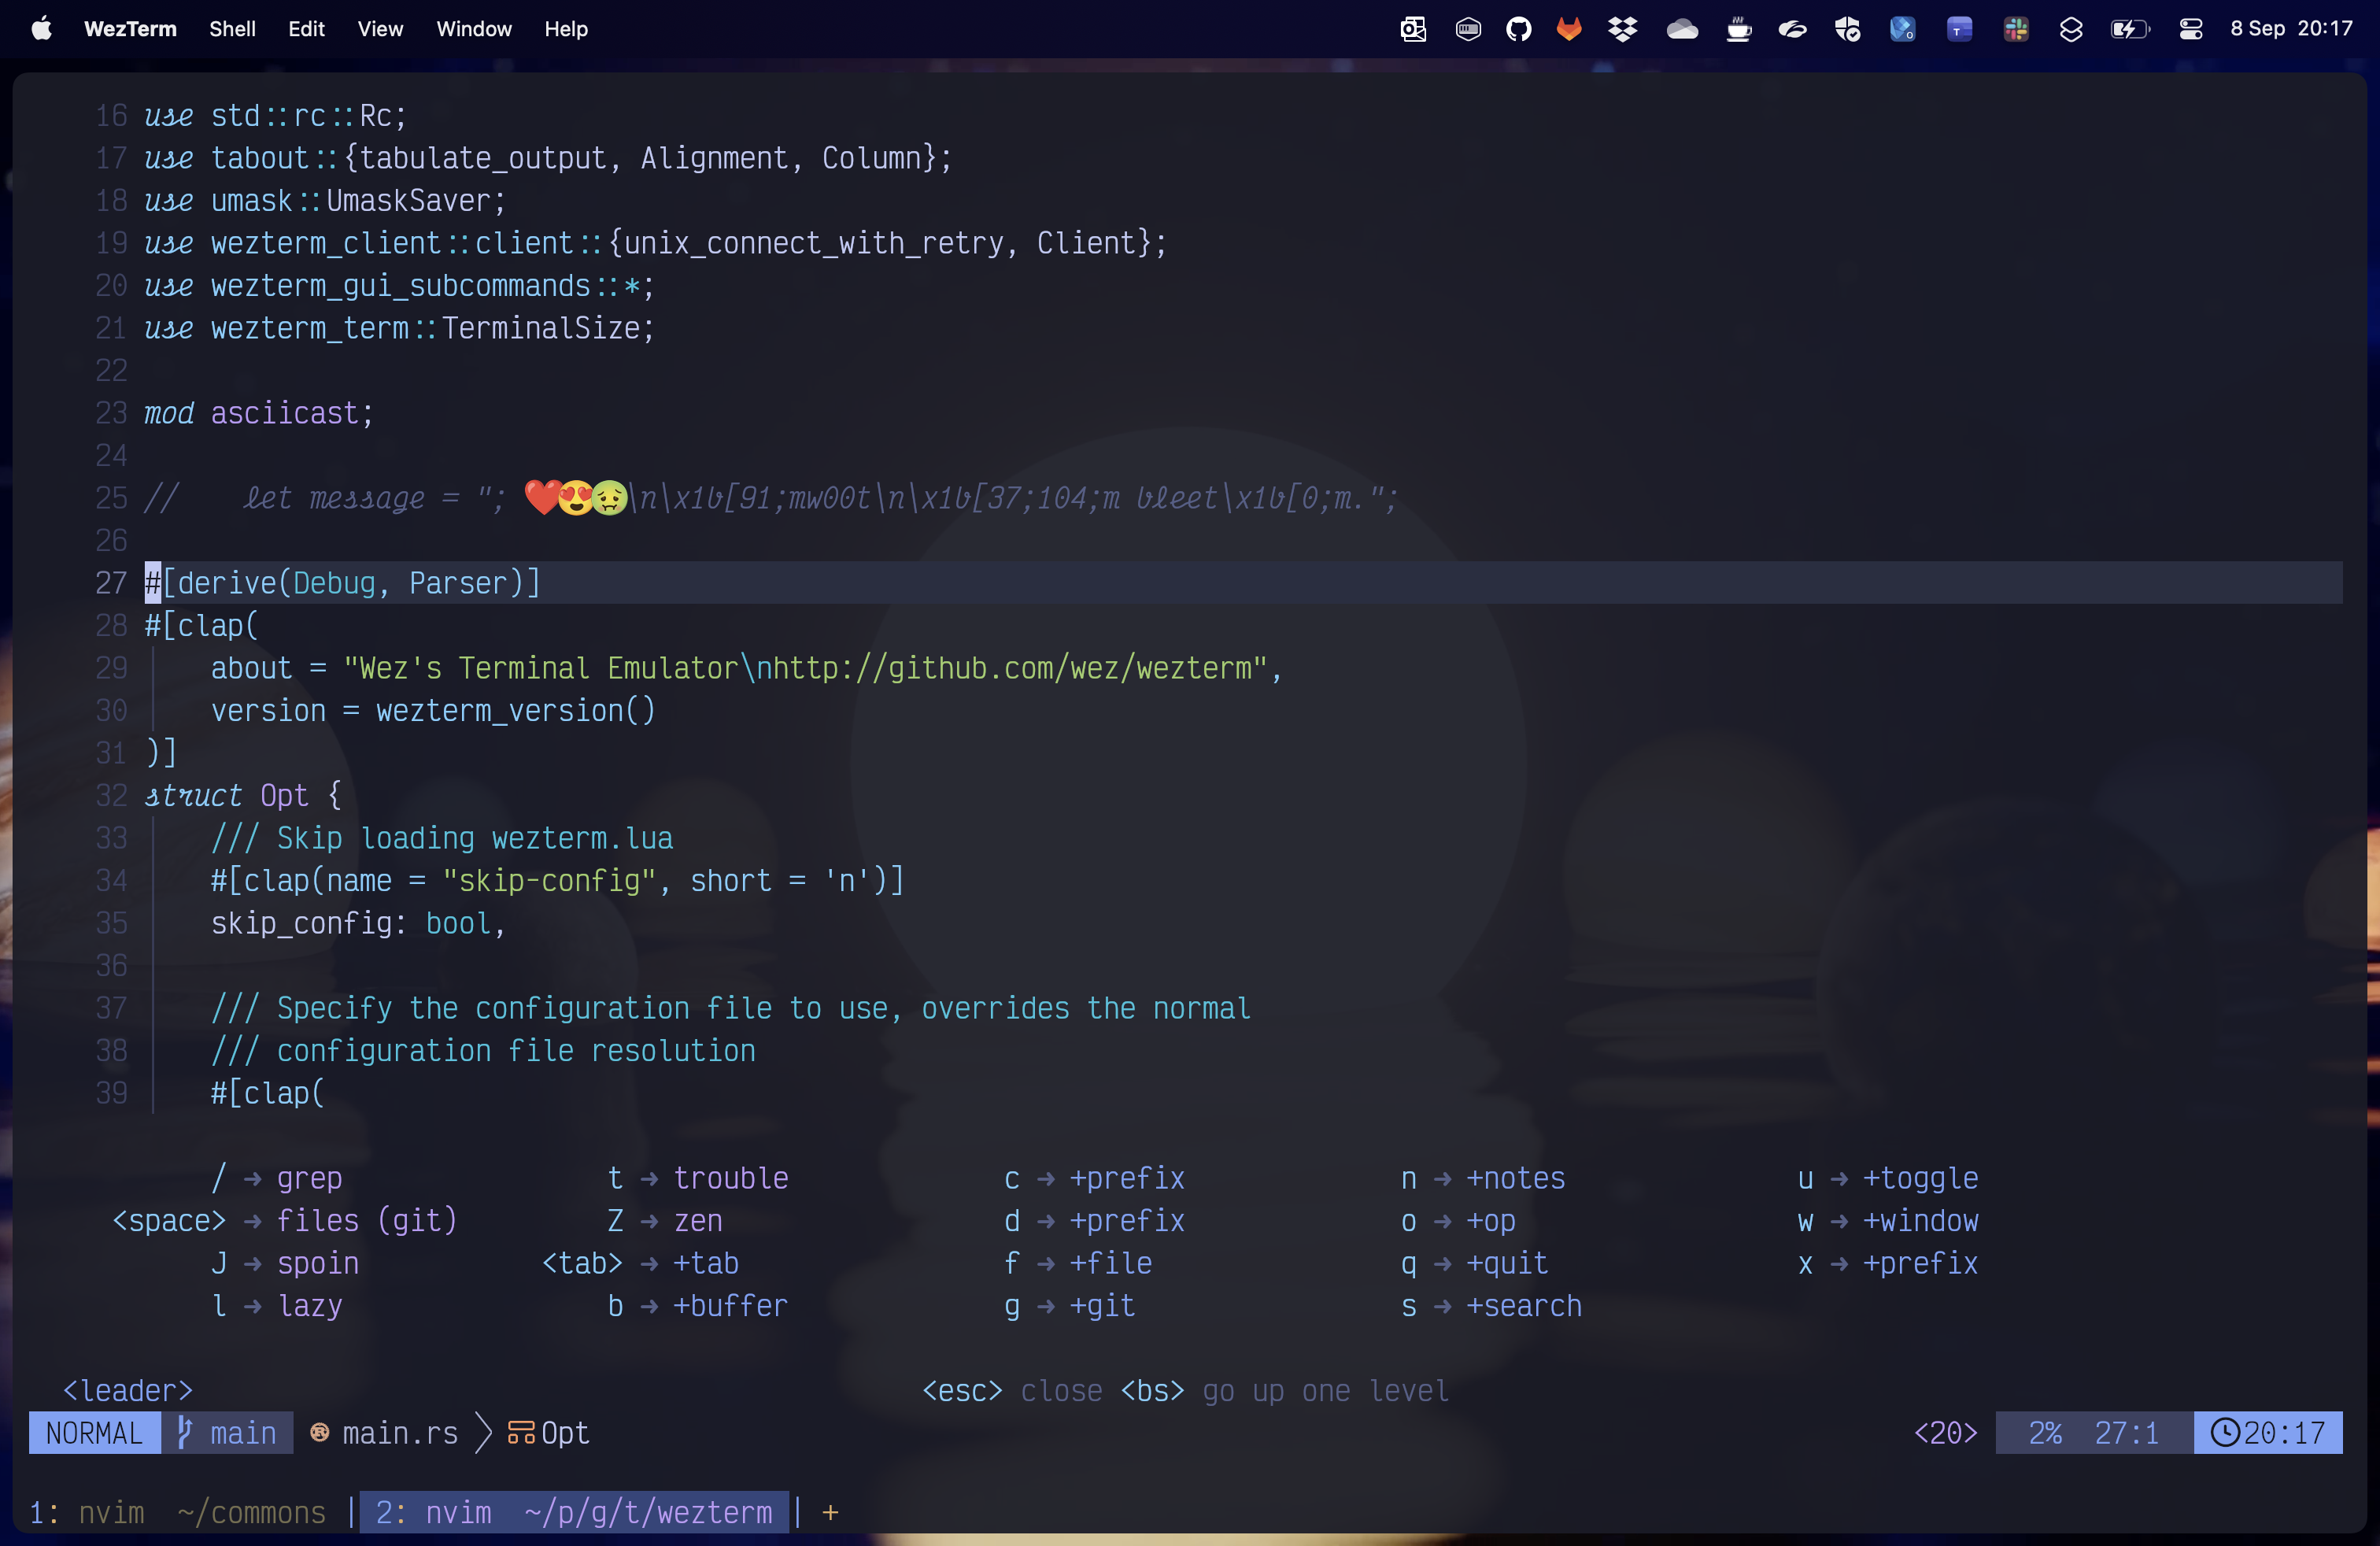 WezTerm Shell Edit View Window Help 8 Sep 20:17
16 use std::rc::Rc;
17 use tabout::{tabulate_output, Alignment, Column};
18 use umask::UmaskSaver;
19 use wezterm_client::client::{unix_connect_with_retry, Client};
20 use wezterm_gui_subcommands::*;
21 use wezterm_term::TerminalSize;
22
23 mod asciicast;
24
25 //    let message = "; ❤️😍🤢\n\x1b[91;mw00t\n\x1b[37;104;m bleet\x1b[0;m.";
26
27 #[derive(Debug, Parser)]
28 #[clap(
29     about = "Wez's Terminal Emulator\nhttp://github.com/wez/wezterm",
30     version = wezterm_version()
31 )]
32 struct Opt {
33     /// Skip loading wezterm.lua
34     #[clap(name = "skip-config", short = 'n')]
35     skip_config: bool,
36
37     /// Specify the configuration file to use, overrides the normal
38     /// configuration file resolution
39     #[clap(
/ → grep t → trouble c → +prefix n → +notes u → +toggle
<space> → files (git) Z → zen d → +prefix o → +op w → +window
J → spoin <tab> → +tab f → +file q → +quit x → +prefix
l → lazy b → +buffer g → +git s → +search
<leader> <esc> close <bs> go up one level
NORMAL main main.rs Opt <20> 2% 27:1 20:17
1: nvim ~/commons | 2: nvim ~/p/g/t/wezterm | +